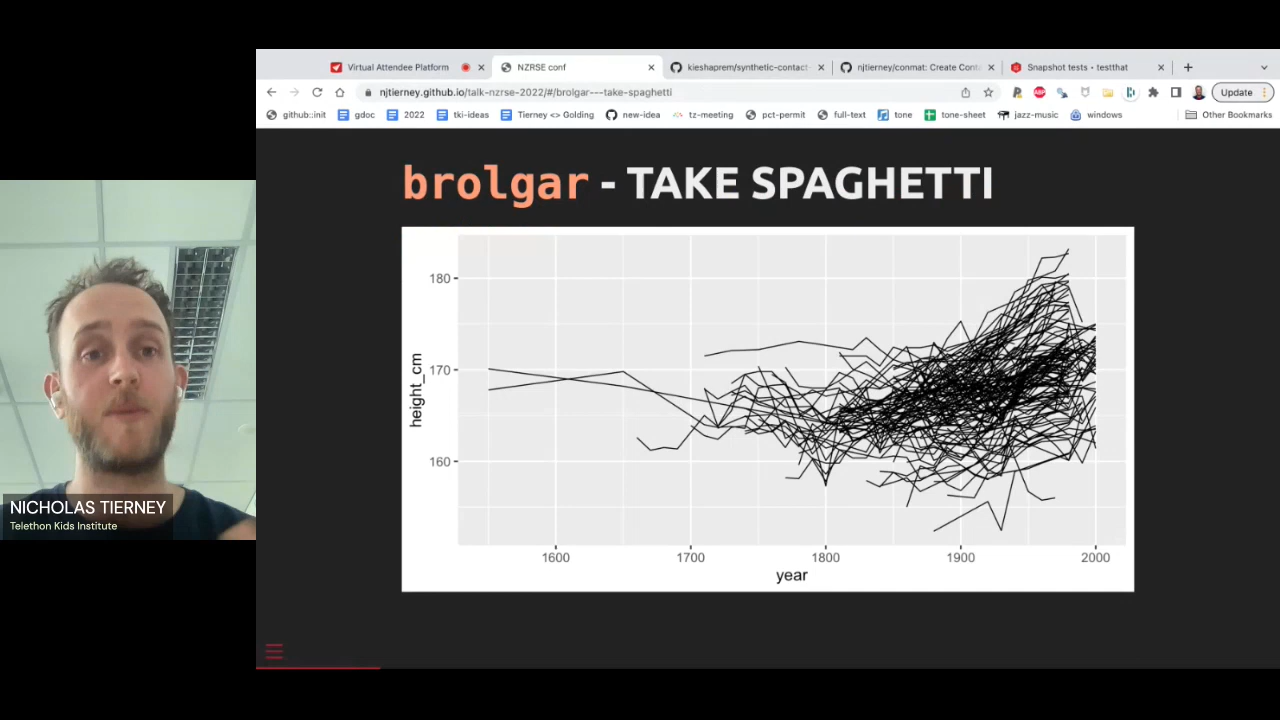 Virtual Attendee Platform
NZRSE conf
kieshaprem/synthetic-contact-
njtierney/conmat: Create Cont
Snapshot tests • testthat
njtierney.github.io/talk-nzrse-2022/#/brolgar---take-spaghetti
Update
github::init
gdoc
2022
tki-ideas
Tierney <> Golding
new-idea
tz-meeting
pct-permit
full-text
tone
tone-sheet
jazz-music
windows
Other Bookmarks
brolgar - TAKE SPAGHETTI
180
170
160
height_cm
1600
1700
1800
1900
2000
year
NICHOLAS TIERNEY
Telethon Kids Institute